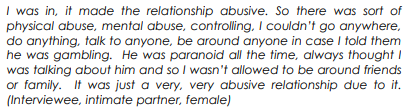 I was in, it made the relationship abusive. So there was sort of
physical abuse, mental abuse, controlling, I couldn't go anywhere,
do anything, talk to anyone, be around anyone in case I told them
he was gambling.  He was paranoid all the time, always thought I
was talking about him and so I wasn't allowed to be around friends
or family.  It was just a very, very abusive relationship due to it.
(Interviewee, intimate partner, female)